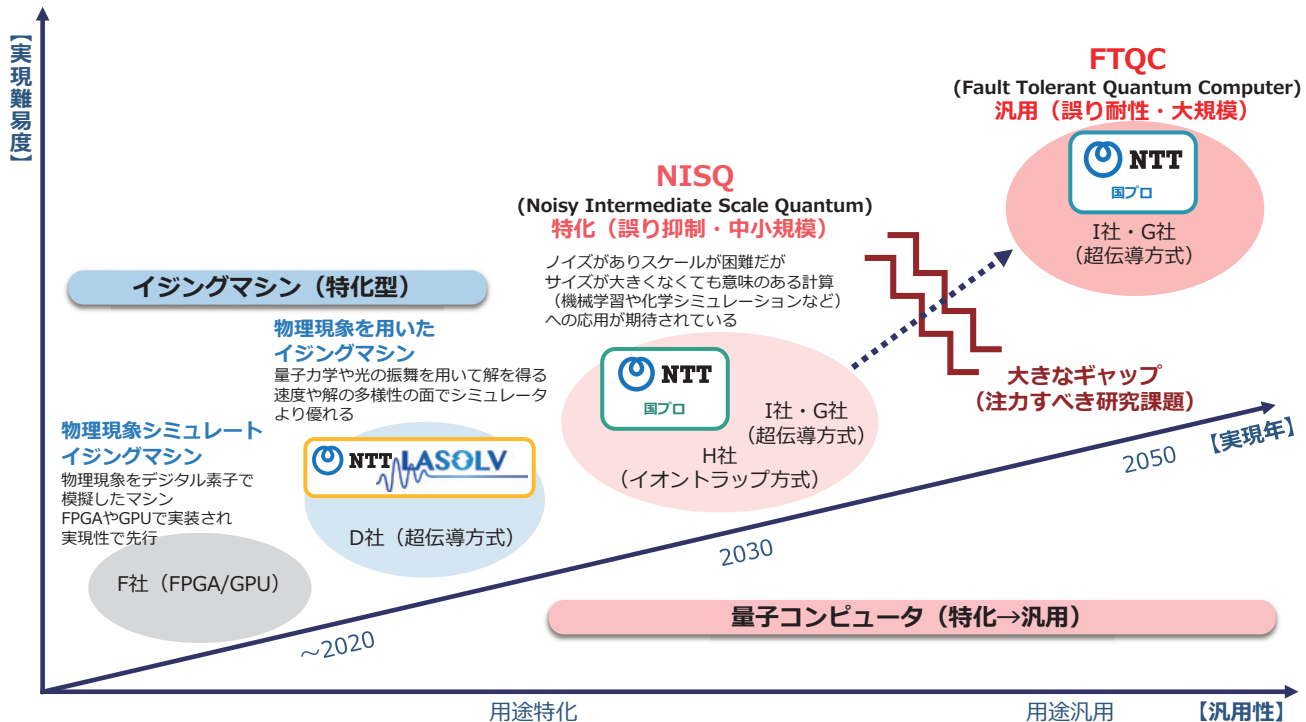 【実現難易度】
FTQC
(Fault Tolerant Quantum Computer)
汎用（誤り耐性・大規模）
NTT
国プロ
I社・G社
（超伝導方式）
NISQ
(Noisy Intermediate Scale Quantum)
特化（誤り抑制・中小規模）
ノイズがありスケールが困難だが
サイズが大きくなくても意味のある計算
（機械学習や化学シミュレーションなど）
への応用が期待されている
NTT
国プロ
I社・G社
（超伝導方式）
H社
（イオントラップ方式）
大きなギャップ
（注力すべき研究課題）
イジングマシン（特化型）
物理現象を用いた
イジングマシン
量子力学や光の振舞を用いて解を得る
速度や解の多様性の面でシミュレータ
より優れる
NTT LASOLV
D社（超伝導方式）
物理現象シミュレート
イジングマシン
物理現象をデジタル素子で
模擬したマシン
FPGAやGPUで実装され
実現性で先行
F社（FPGA/GPU）
～2020
2030
2050
【実現年】
量子コンピュータ（特化→汎用）
用途特化
用途汎用
【汎用性】